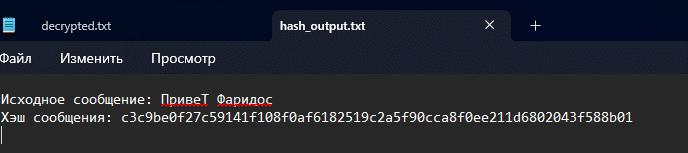 decrypted.txt hash_output.txt
Файл Изменить Просмотр
Исходное сообщение: ПривеТ Фаридос
Хэш сообщения: c3c9be0f27c59141f108f0af6182519c2a5f90cca8f0ee211d6802043f588b01